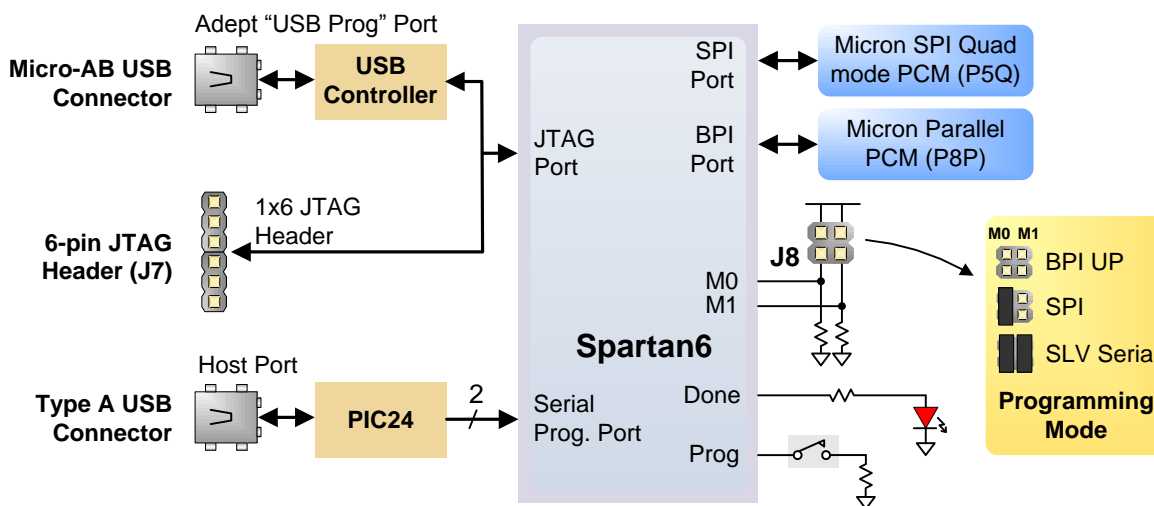 Adept “USB Prog” Port
Micro-AB USB
Connector
USB
Controller
6-pin JTAG
Header (J7)
1x6 JTAG
Header
Host Port
Type A USB
Connector
PIC24
2
JTAG
Port
Serial
Prog. Port
Spartan6
SPI
Port
BPI
Port
M0
M1
Done
Prog
Micron SPI Quad
mode PCM (P5Q)
Micron Parallel
PCM (P8P)
J8
M0 M1
BPI UP
SPI
SLV Seria
Programming
Mode